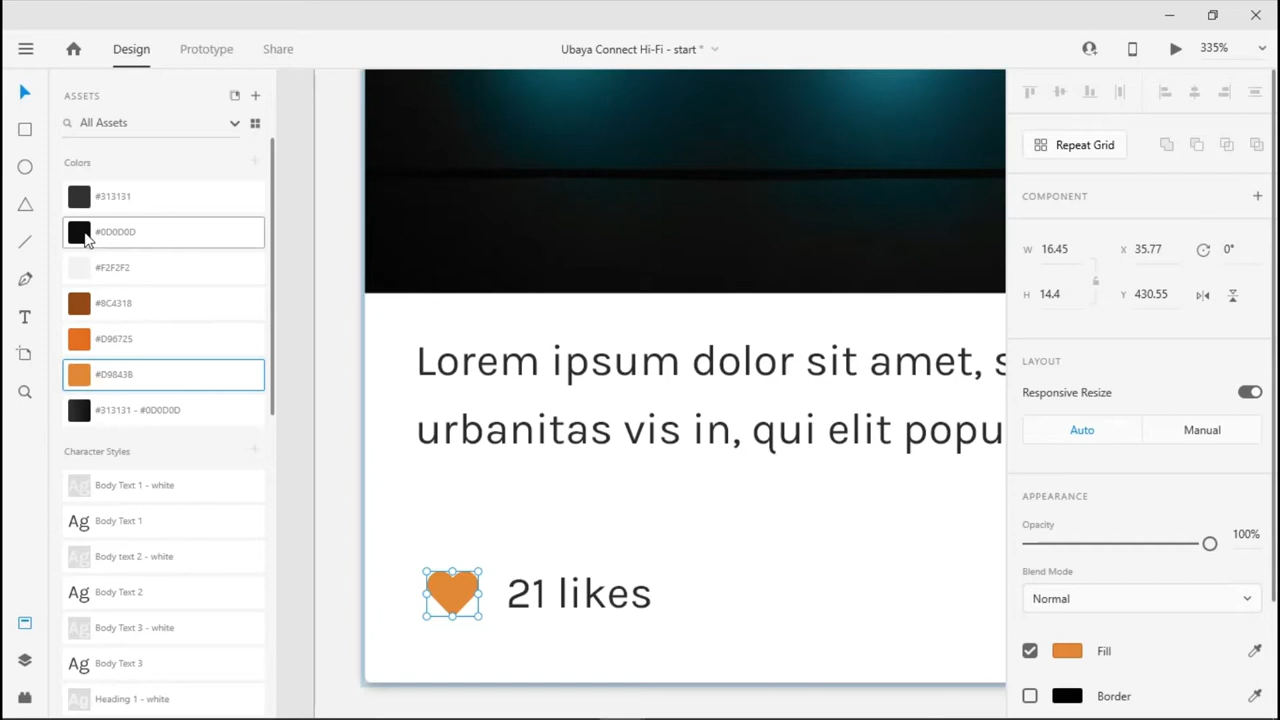 Design
Prototype
Share
Ubaya Connect Hi-Fi - start *
335%
ASSETS
All Assets
Colors
#313131
#0D0D0D
#F2F2F2
#8C4318
#D96725
#D9843B
#313131 - #0D0D0D
Character Styles
Ag Body Text 1 - white
Ag Body Text 1
Ag Body text 2 - white
Ag Body Text 2
Ag Body Text 3 - white
Ag Body Text 3
Ag Heading 1 - white
Lorem ipsum dolor sit amet, s
urbanitas vis in, qui elit popu
21 likes
Repeat Grid
COMPONENT
W 16.45
X 35.77
0°
H 14.4
Y 430.55
LAYOUT
Responsive Resize
Auto
Manual
APPEARANCE
Opacity
100%
Blend Mode
Normal
Fill
Border